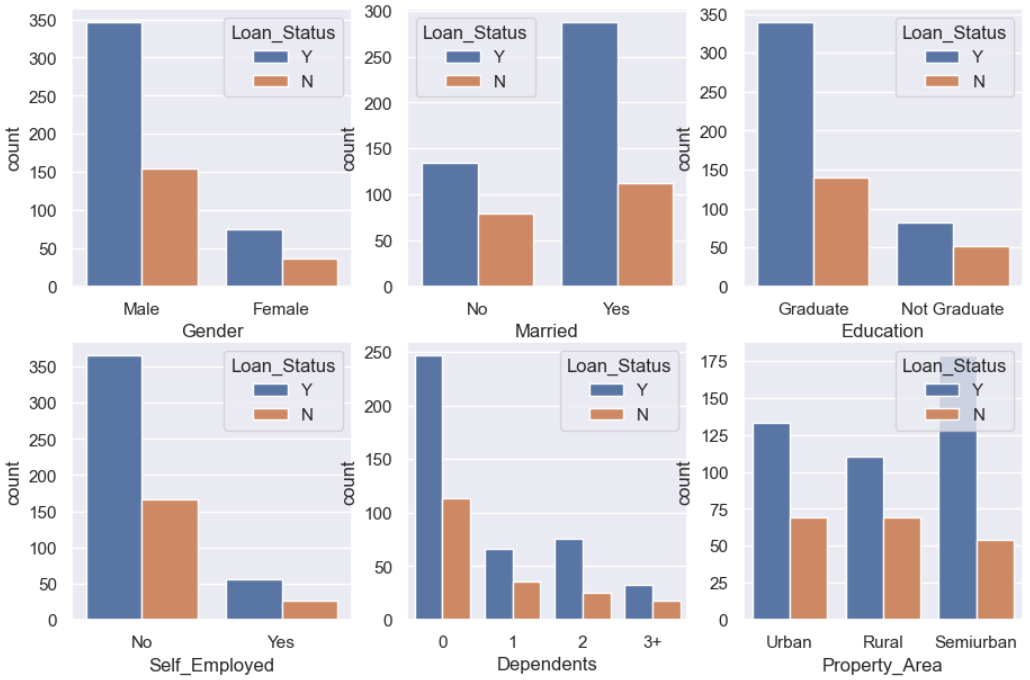 350
300
250
200
150
100
50
0
count
Loan_Status
Y
N
Male Female
Gender
300
250
200
150
100
50
0
count
Loan_Status
Y
N
No Yes
Married
350
300
250
200
150
100
50
0
count
Loan_Status
Y
N
Graduate Not Graduate
Education
350
300
250
200
150
100
50
0
count
Loan_Status
Y
N
No Yes
Self_Employed
250
200
150
100
50
0
count
Loan_Status
Y
N
0 1 2 3+
Dependents
175
150
125
100
75
50
25
0
count
Loan_Status
Y
N
Urban Rural Semiurban
Property_Area